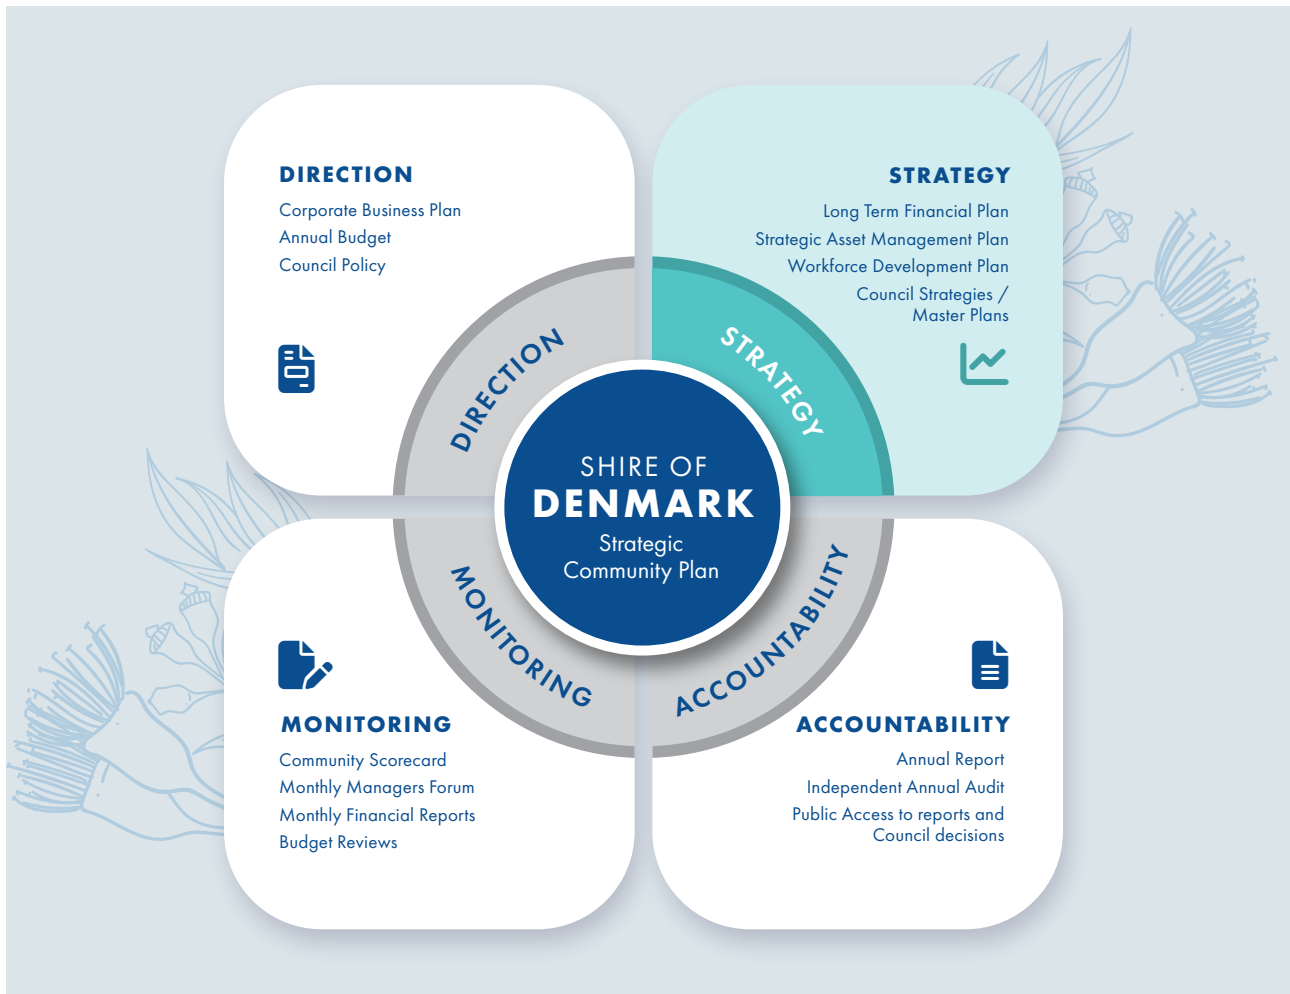 DIRECTION
Corporate Business Plan
Annual Budget
Council Policy
STRATEGY
Long Term Financial Plan
Strategic Asset Management Plan
Workforce Development Plan
Council Strategies /
Master Plans
DIRECTION
STRATEGY
SHIRE OF
DENMARK
Strategic
Community Plan
MONITORING
ACCOUNTABILITY
MONITORING
Community Scorecard
Monthly Managers Forum
Monthly Financial Reports
Budget Reviews
ACCOUNTABILITY
Annual Report
Independent Annual Audit
Public Access to reports and
Council decisions